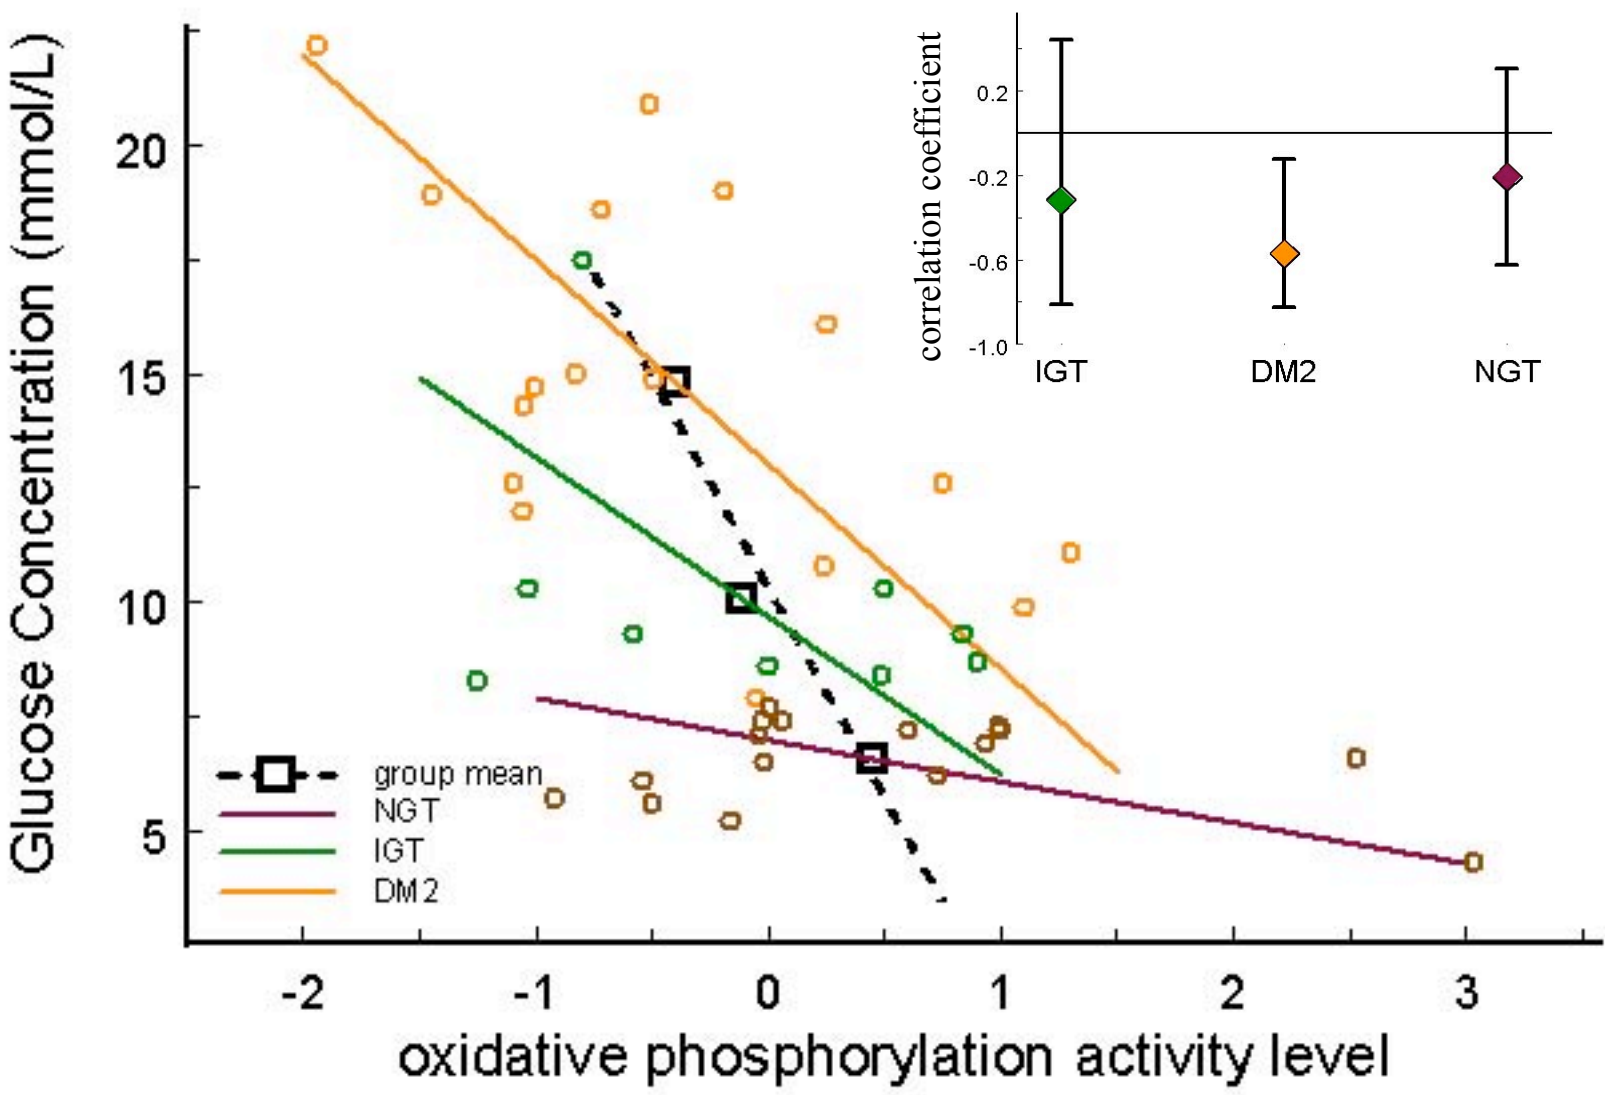 Glucose Concentration (mmol/L)
20
15
10
5
correlation coefficient
0.2
-0.2
-0.6
-1.0
IGT DM2 NGT
group mean
NGT
IGT
DM2
-2 -1 0 1 2 3
oxidative phosphorylation activity level